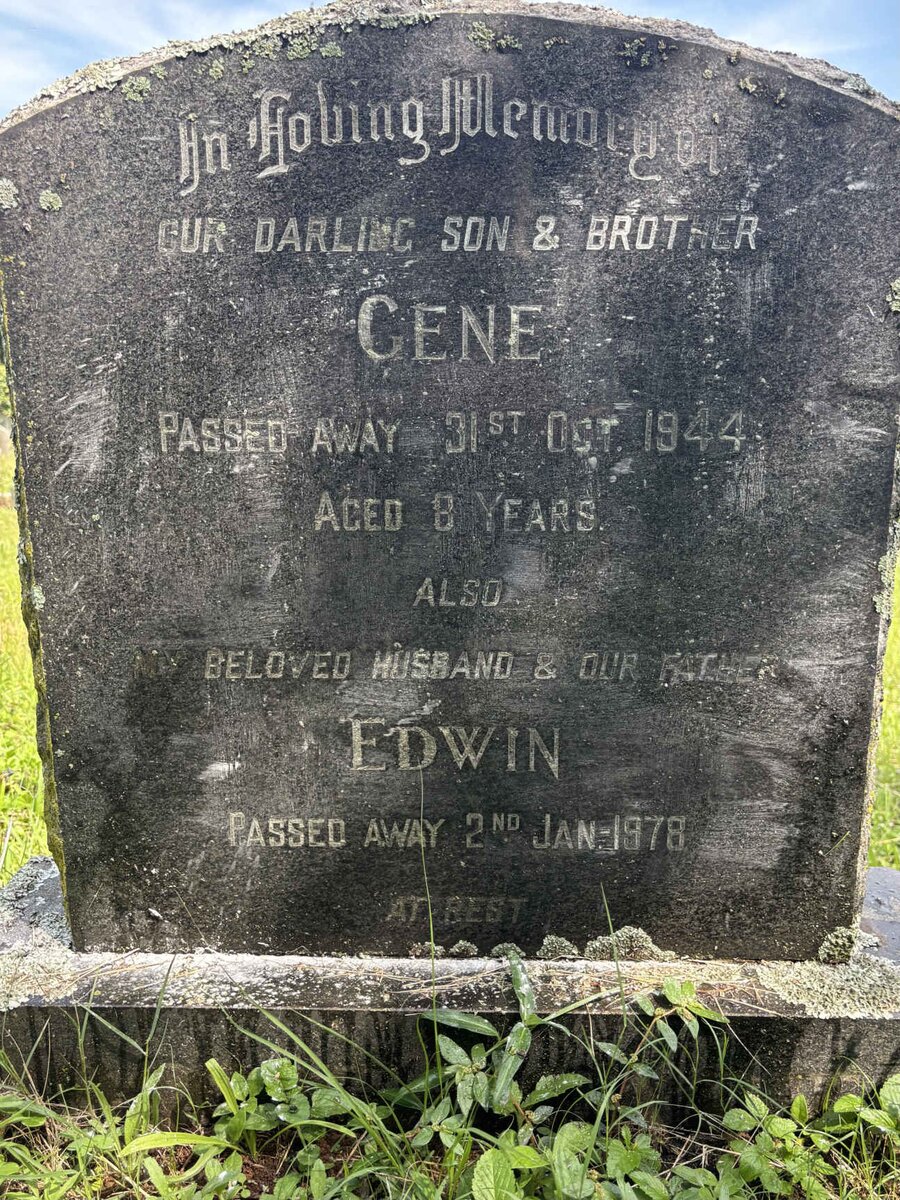 In Loving Memory of
OUR DARLING SON & BROTHER
GENE
PASSED AWAY 31ST OCT. 1944
AGED 8 YEARS.
ALSO
MY BELOVED HUSBAND & OUR FATHER
EDWIN
PASSED AWAY 2ND JAN. 1978
AT REST